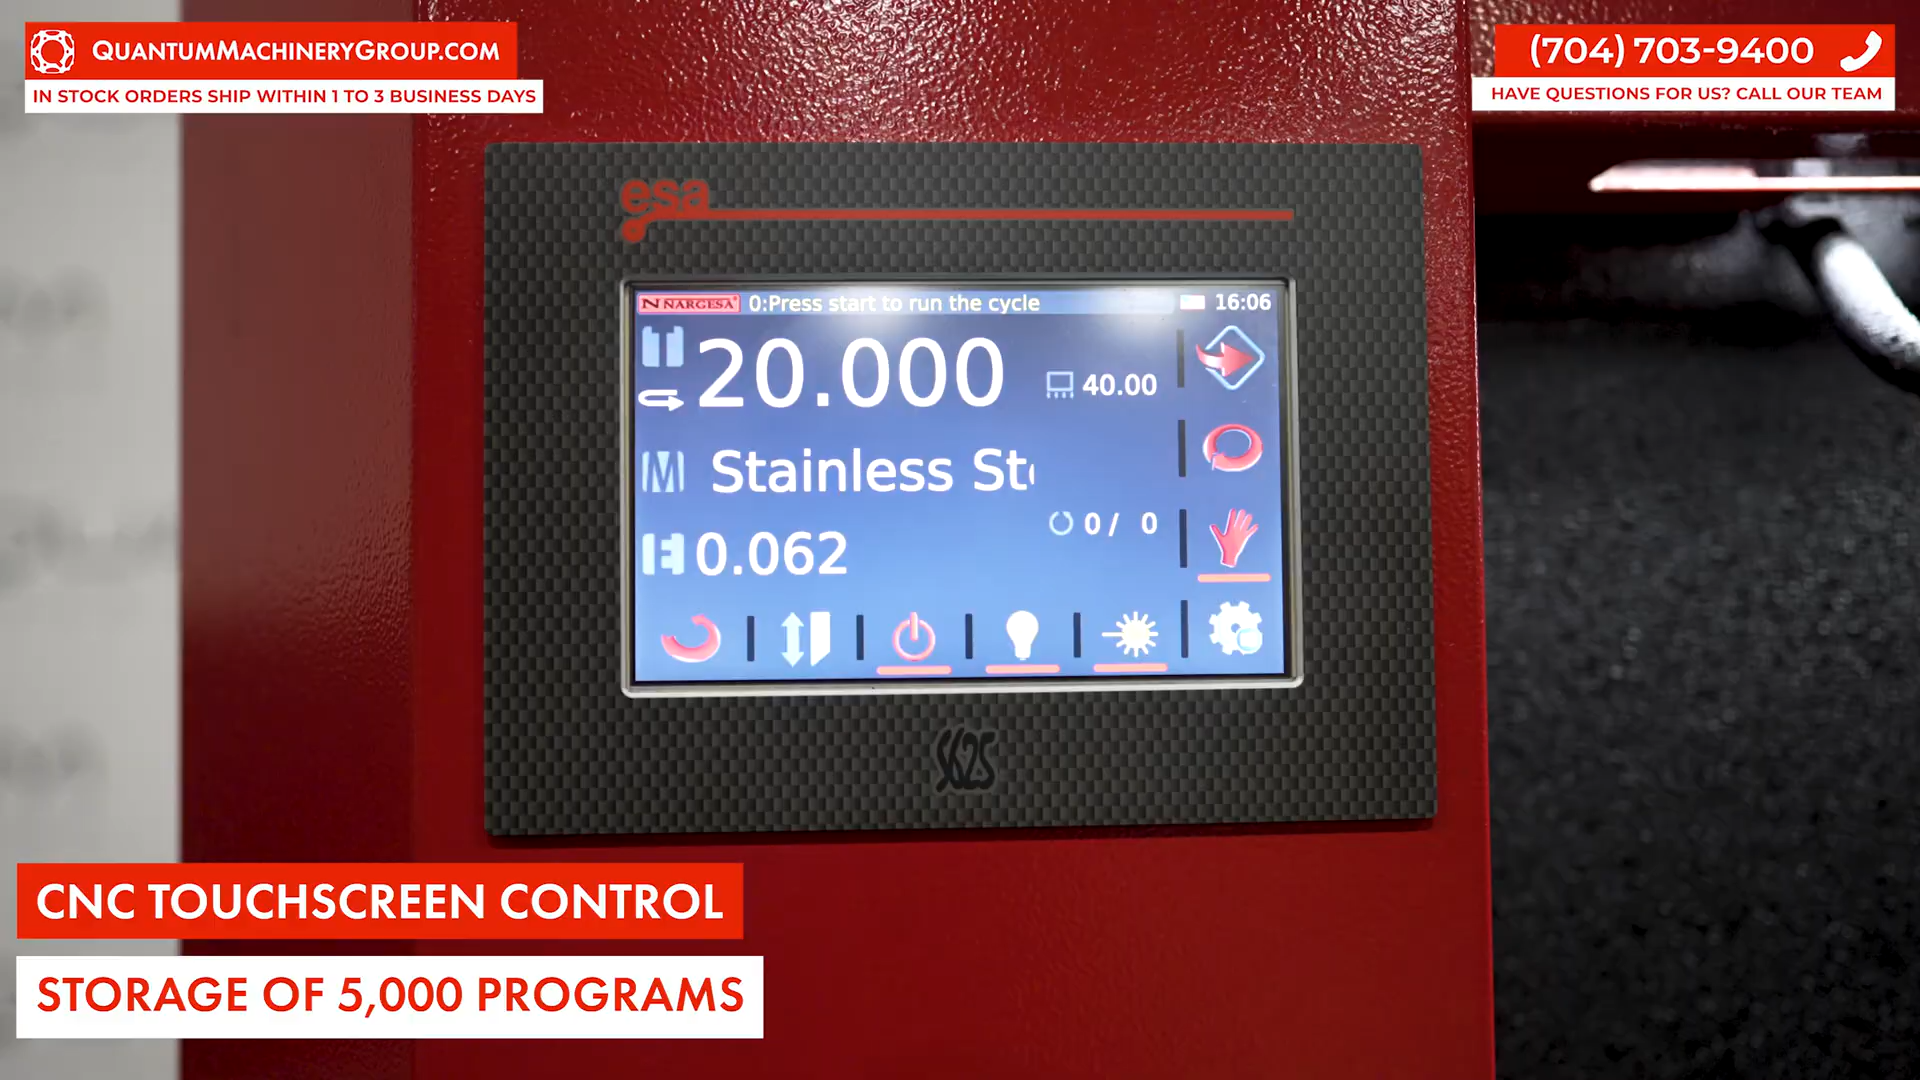 QUANTUMMACHINERYGROUP.COM
IN STOCK ORDERS SHIP WITHIN 1 TO 3 BUSINESS DAYS
(704) 703-9400
HAVE QUESTIONS FOR US? CALL OUR TEAM
esa
N NARGESA® 0:Press start to run the cycle 16:06
20.000 40.00
Stainless St
0/ 0
0.062
S625
CNC TOUCHSCREEN CONTROL
STORAGE OF 5,000 PROGRAMS